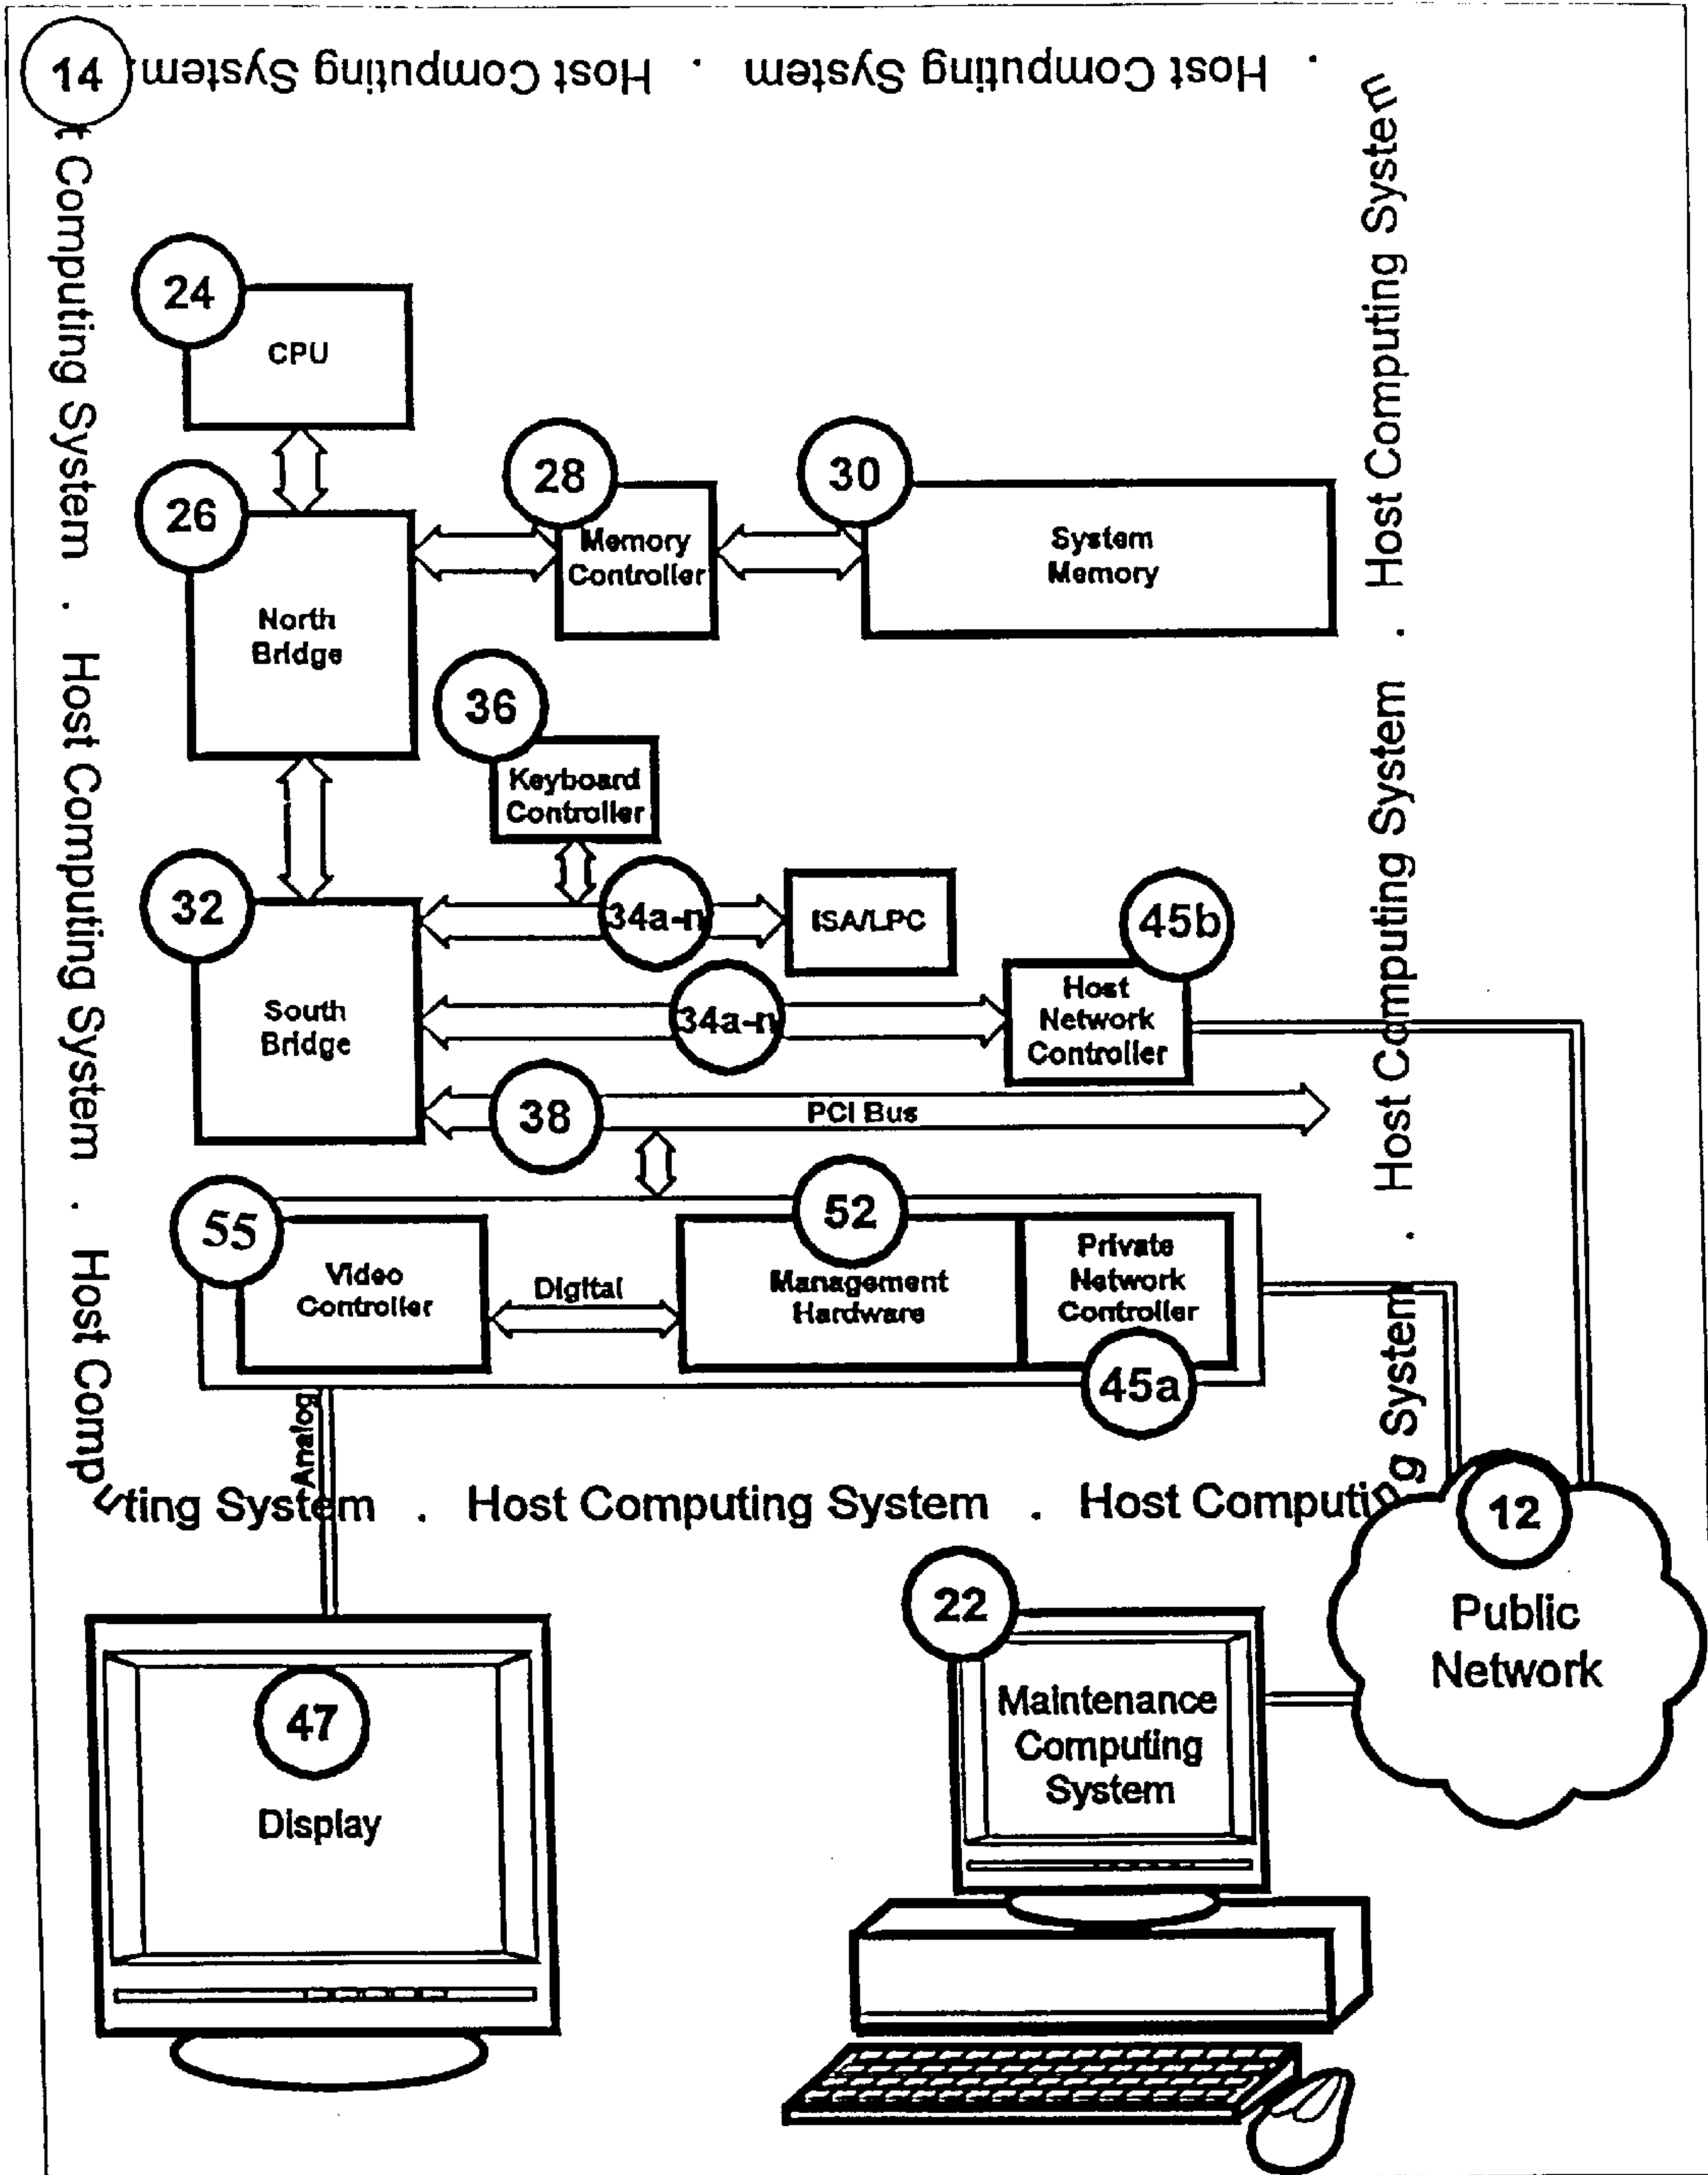 14
Host Computing System . Host Computing System .
t Computing System . Host Computing System . Host Comp
uting System . Host Computing System . Host Computing System . Host Computing System . Host Computing System
24
CPU
26
North
Bridge
28
Memory
Controller
30
System
Memory
36
Keyboard
Controller
32
South
Bridge
34a-n
ISA/LPC
34a-n
45b
Host
Network
Controller
38
PCI Bus
55
Video
Controller
Digital
52
Management
Hardware
Private
Network
Controller
45a
Analog
12
Public
Network
22
Maintenance
Computing
System
47
Display